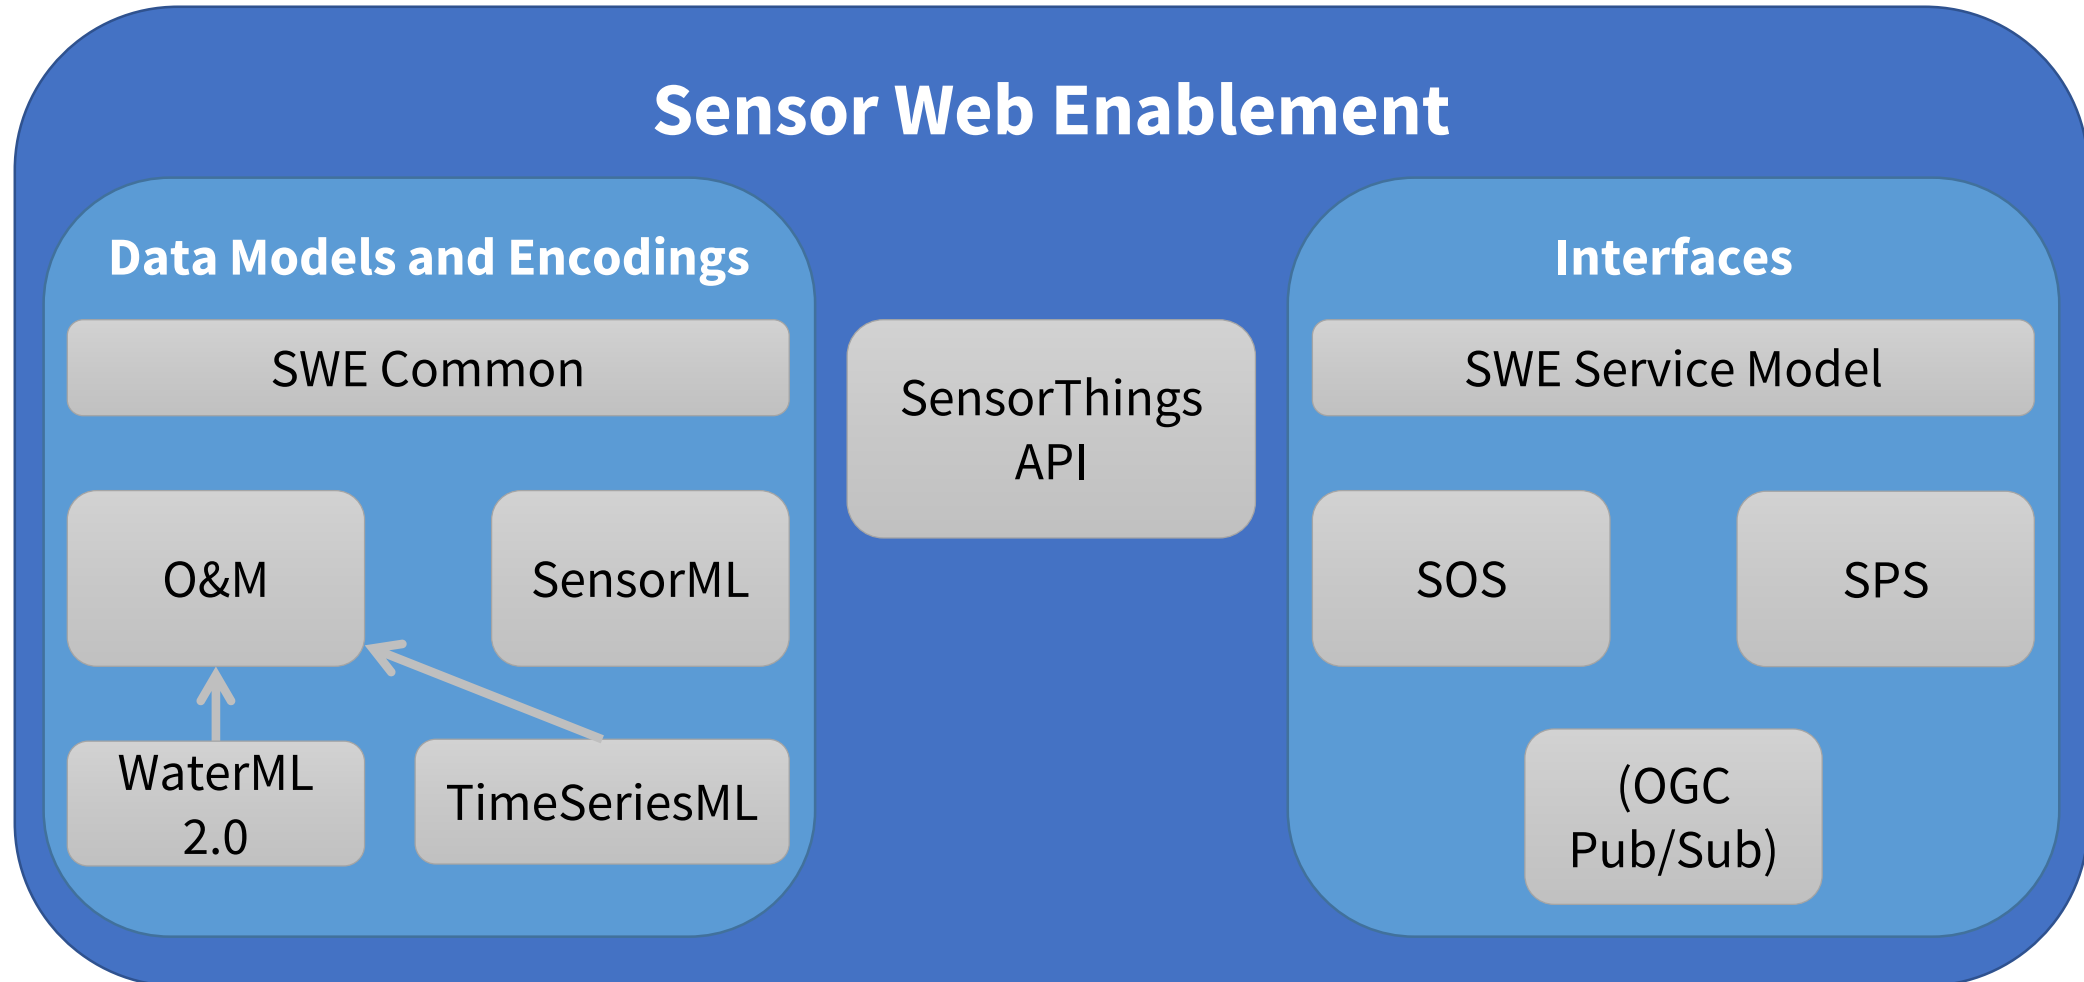 Sensor Web Enablement
Data Models and Encodings
SWE Common
O&M
SensorML
WaterML
2.0
TimeSeriesML
SensorThings
API
Interfaces
SWE Service Model
SOS
SPS
(OGC
Pub/Sub)